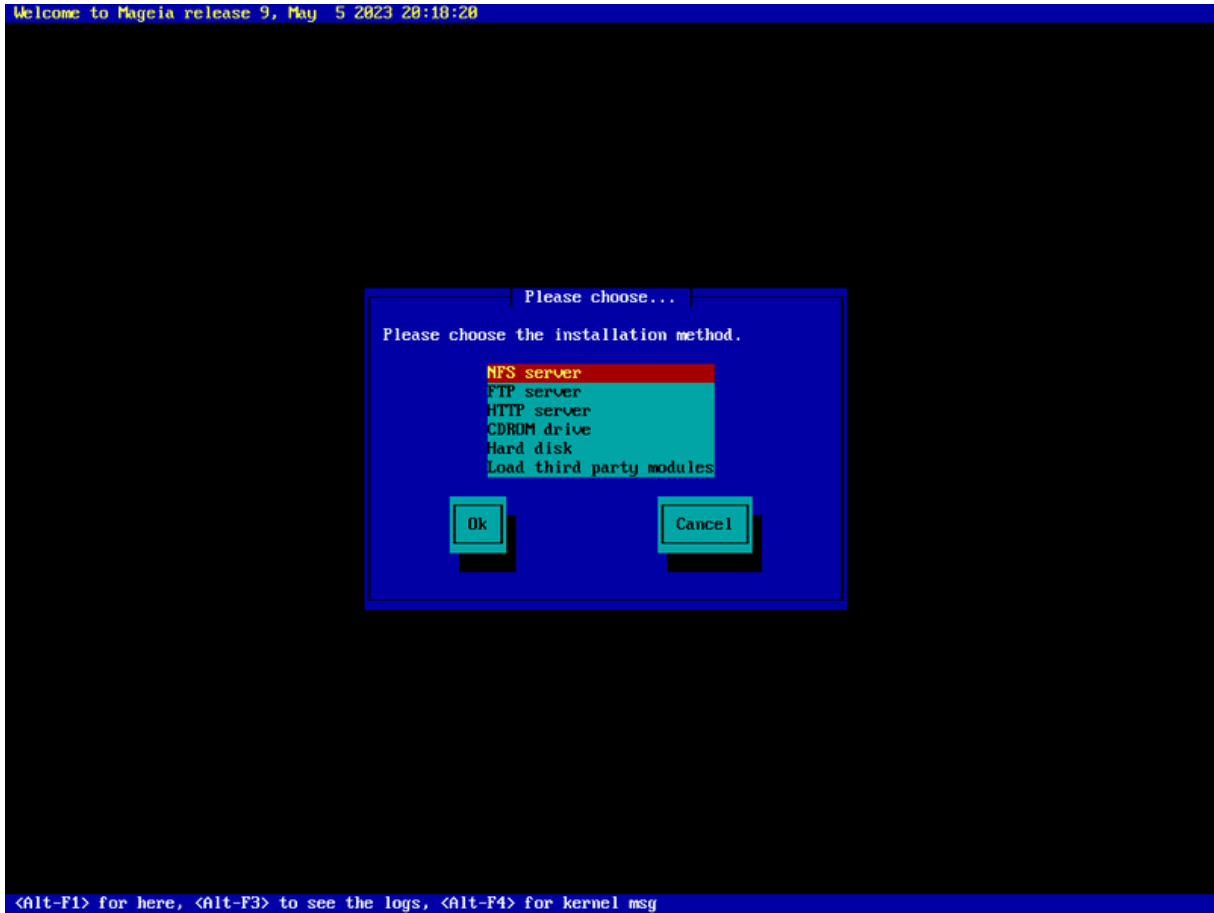 Welcome to Mageia release 9, May  5 2023 20:18:20
Please choose...
Please choose the installation method.
NFS server
FTP server
HTTP server
CDROM drive
Hard disk
Load third party modules
Ok Cancel
<Alt-F1> for here, <Alt-F3> to see the logs, <Alt-F4> for kernel msg